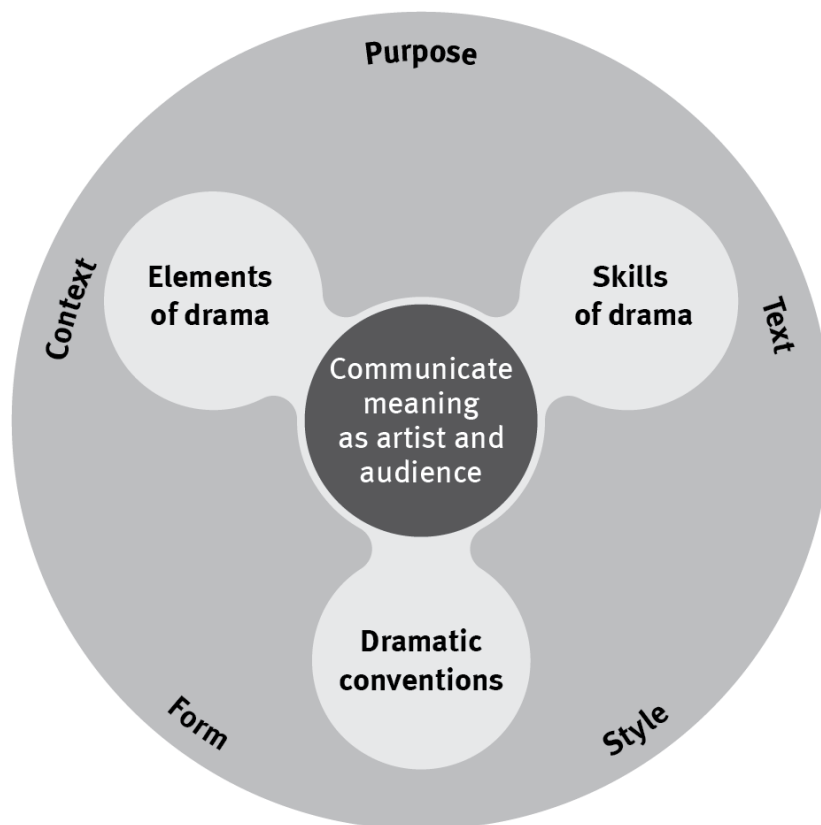 Purpose
Context
Elements
of drama
Skills
of drama
Text
Communicate
meaning
as artist and
audience
Dramatic
conventions
Form
Style